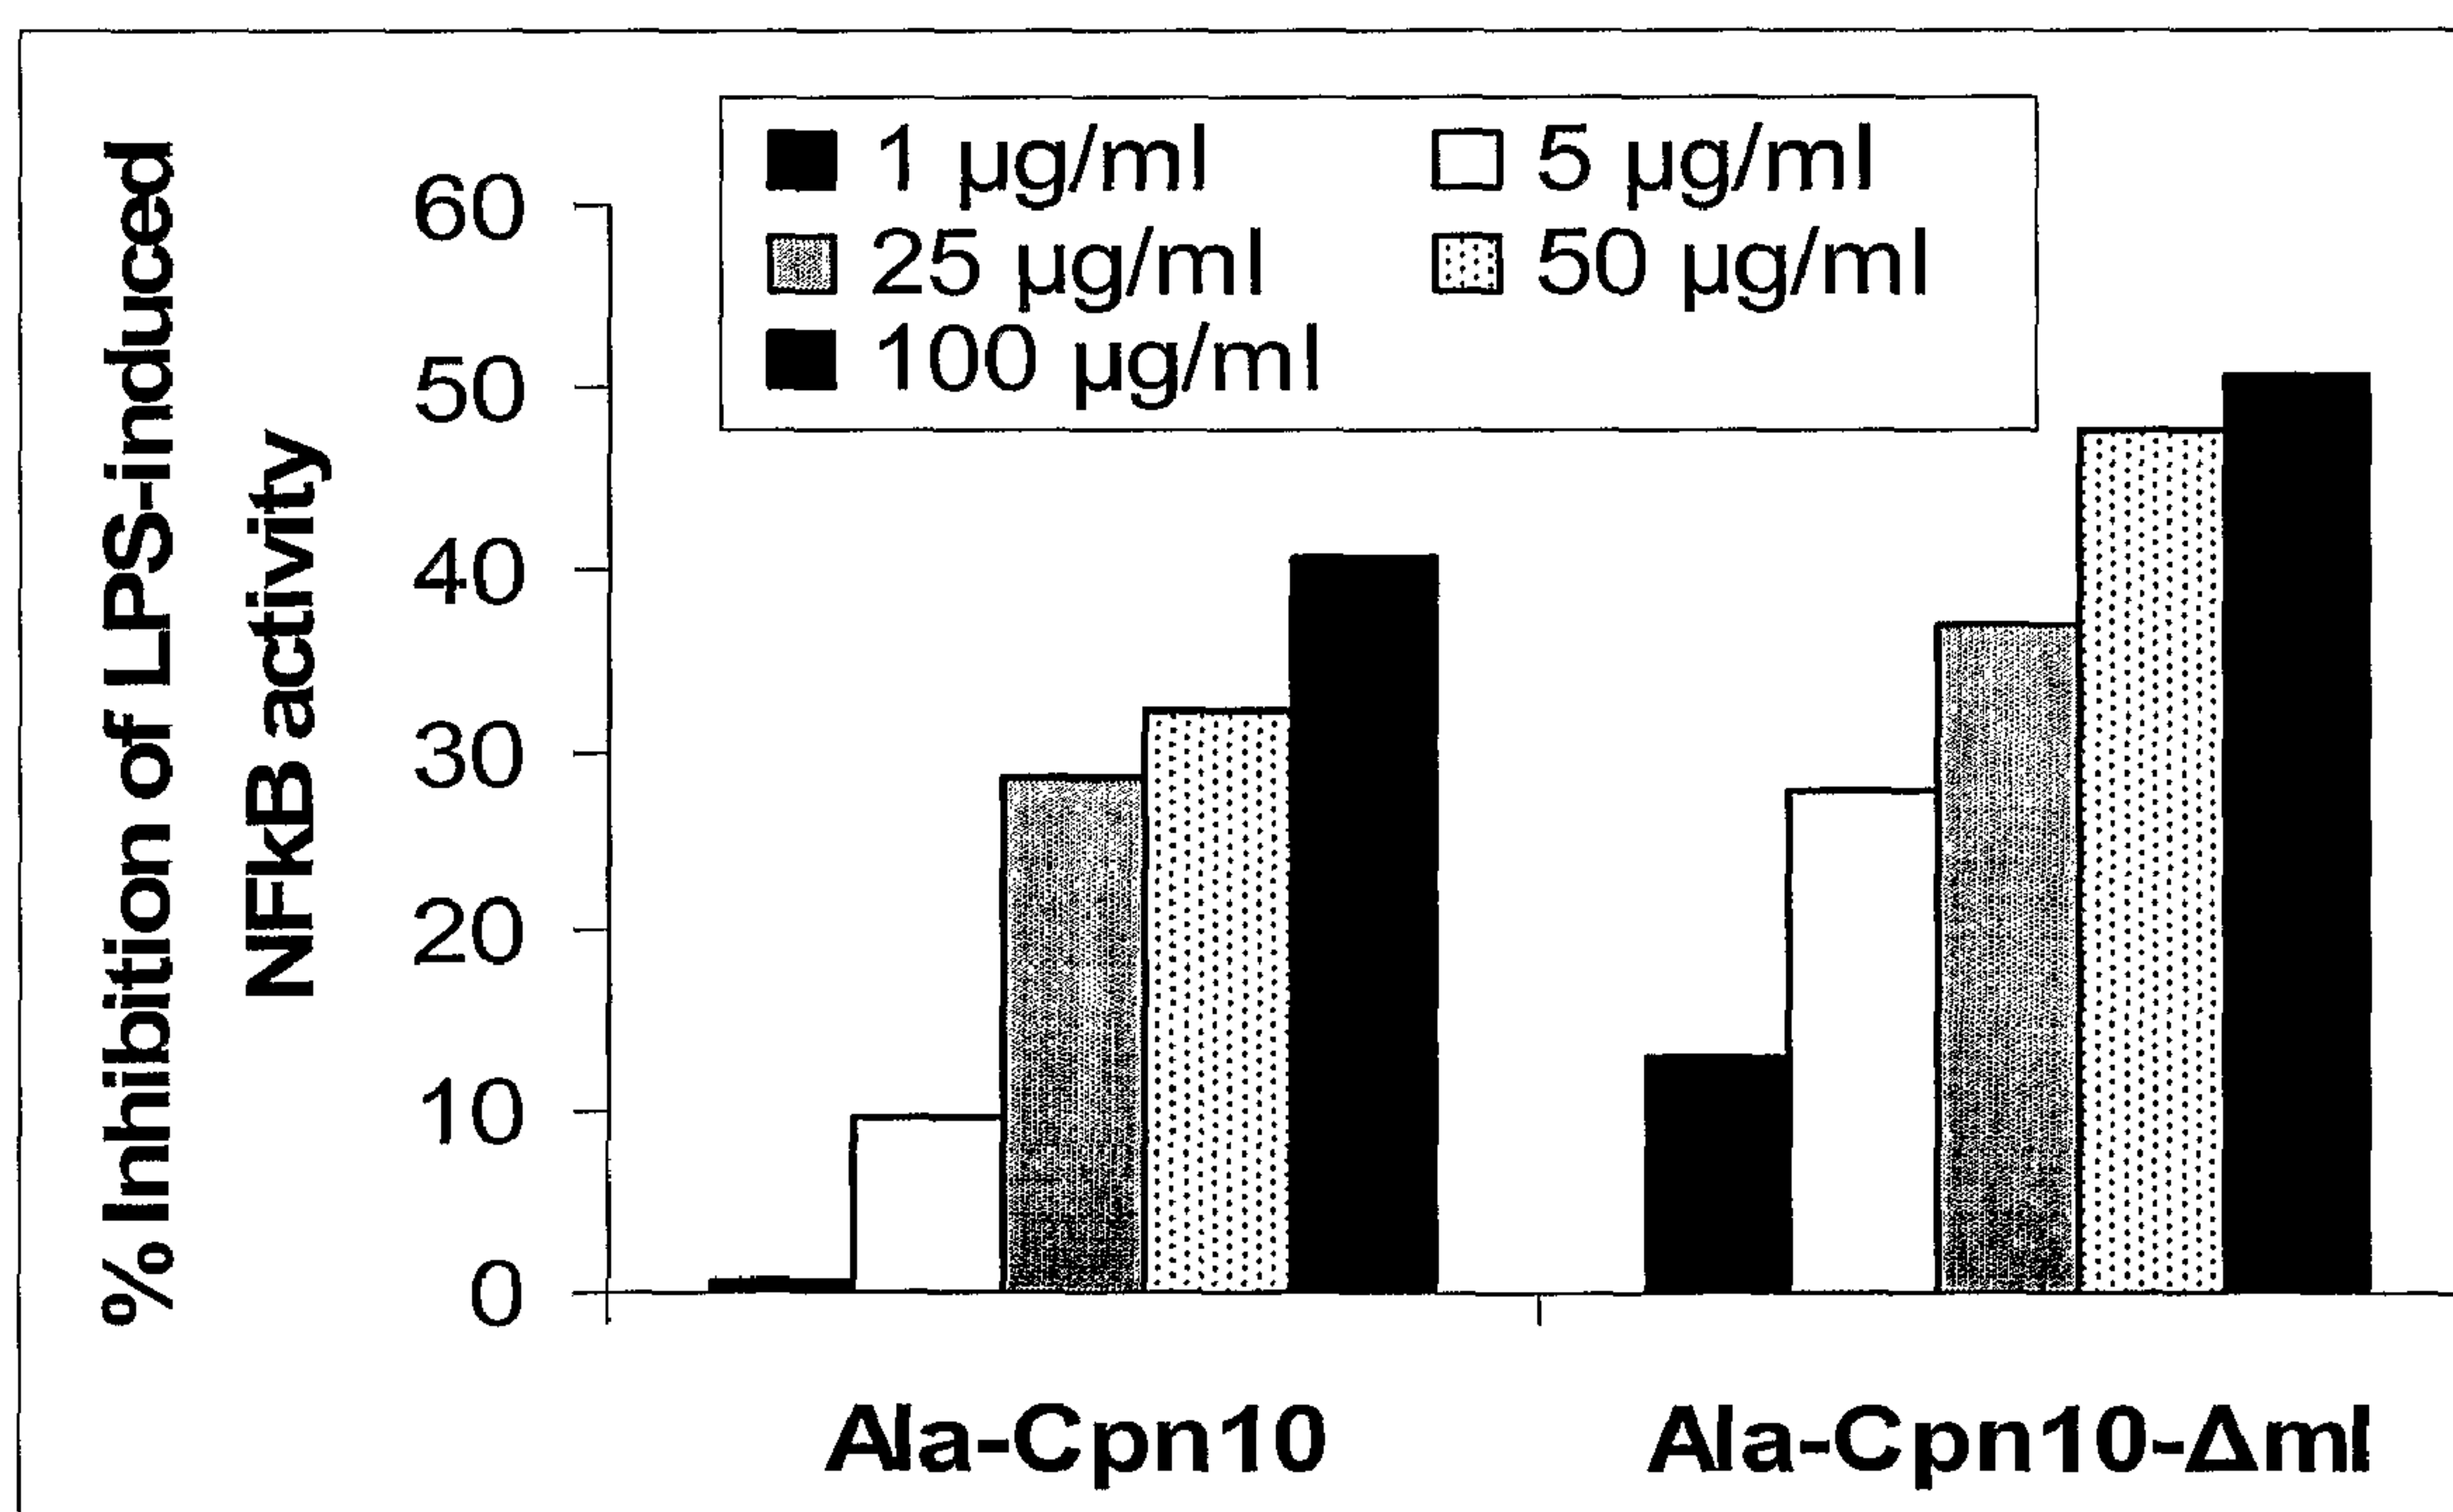 % Inhibition of LPS-induced
NFkB activity
60
50
40
30
20
10
0
1 µg/ml
5 µg/ml
25 µg/ml
50 µg/ml
100 µg/ml
Ala-Cpn10
Ala-Cpn10-Δml